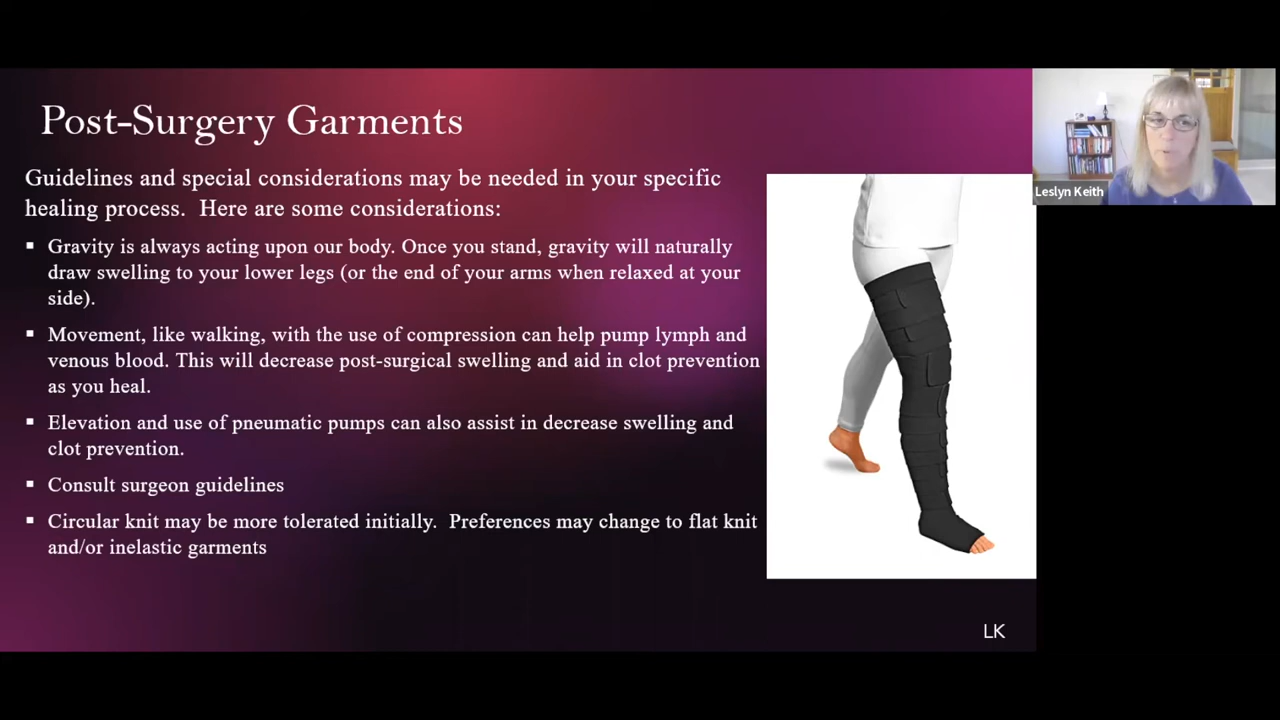 Post-Surgery Garments
Guidelines and special considerations may be needed in your specific
healing process.  Here are some considerations:
▪ Gravity is always acting upon our body. Once you stand, gravity will naturally
draw swelling to your lower legs (or the end of your arms when relaxed at your
side).
▪ Movement, like walking, with the use of compression can help pump lymph and
venous blood. This will decrease post-surgical swelling and aid in clot prevention
as you heal.
▪ Elevation and use of pneumatic pumps can also assist in decrease swelling and
clot prevention.
▪ Consult surgeon guidelines
▪ Circular knit may be more tolerated initially.  Preferences may change to flat knit
and/or inelastic garments
LK
Leslyn Keith